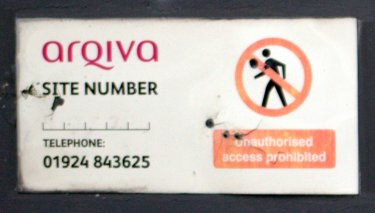 arqiva
SITE NUMBER
TELEPHONE:
01924 843625
Unauthorised
access prohibited